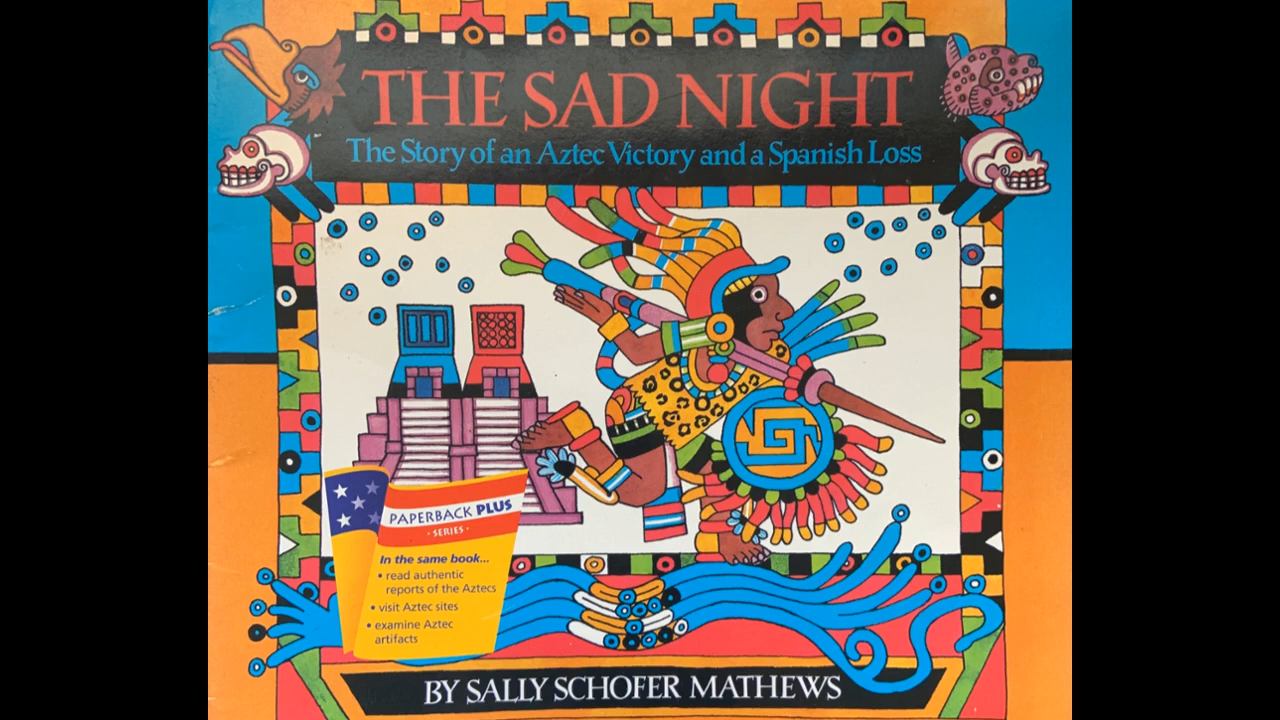 THE SAD NIGHT
The Story of an Aztec Victory and a Spanish Loss
PAPERBACK PLUS
· SERIES ·
In the same book...
• read authentic
reports of the Aztecs
• visit Aztec sites
• examine Aztec
artifacts
BY SALLY SCHOFER MATHEWS